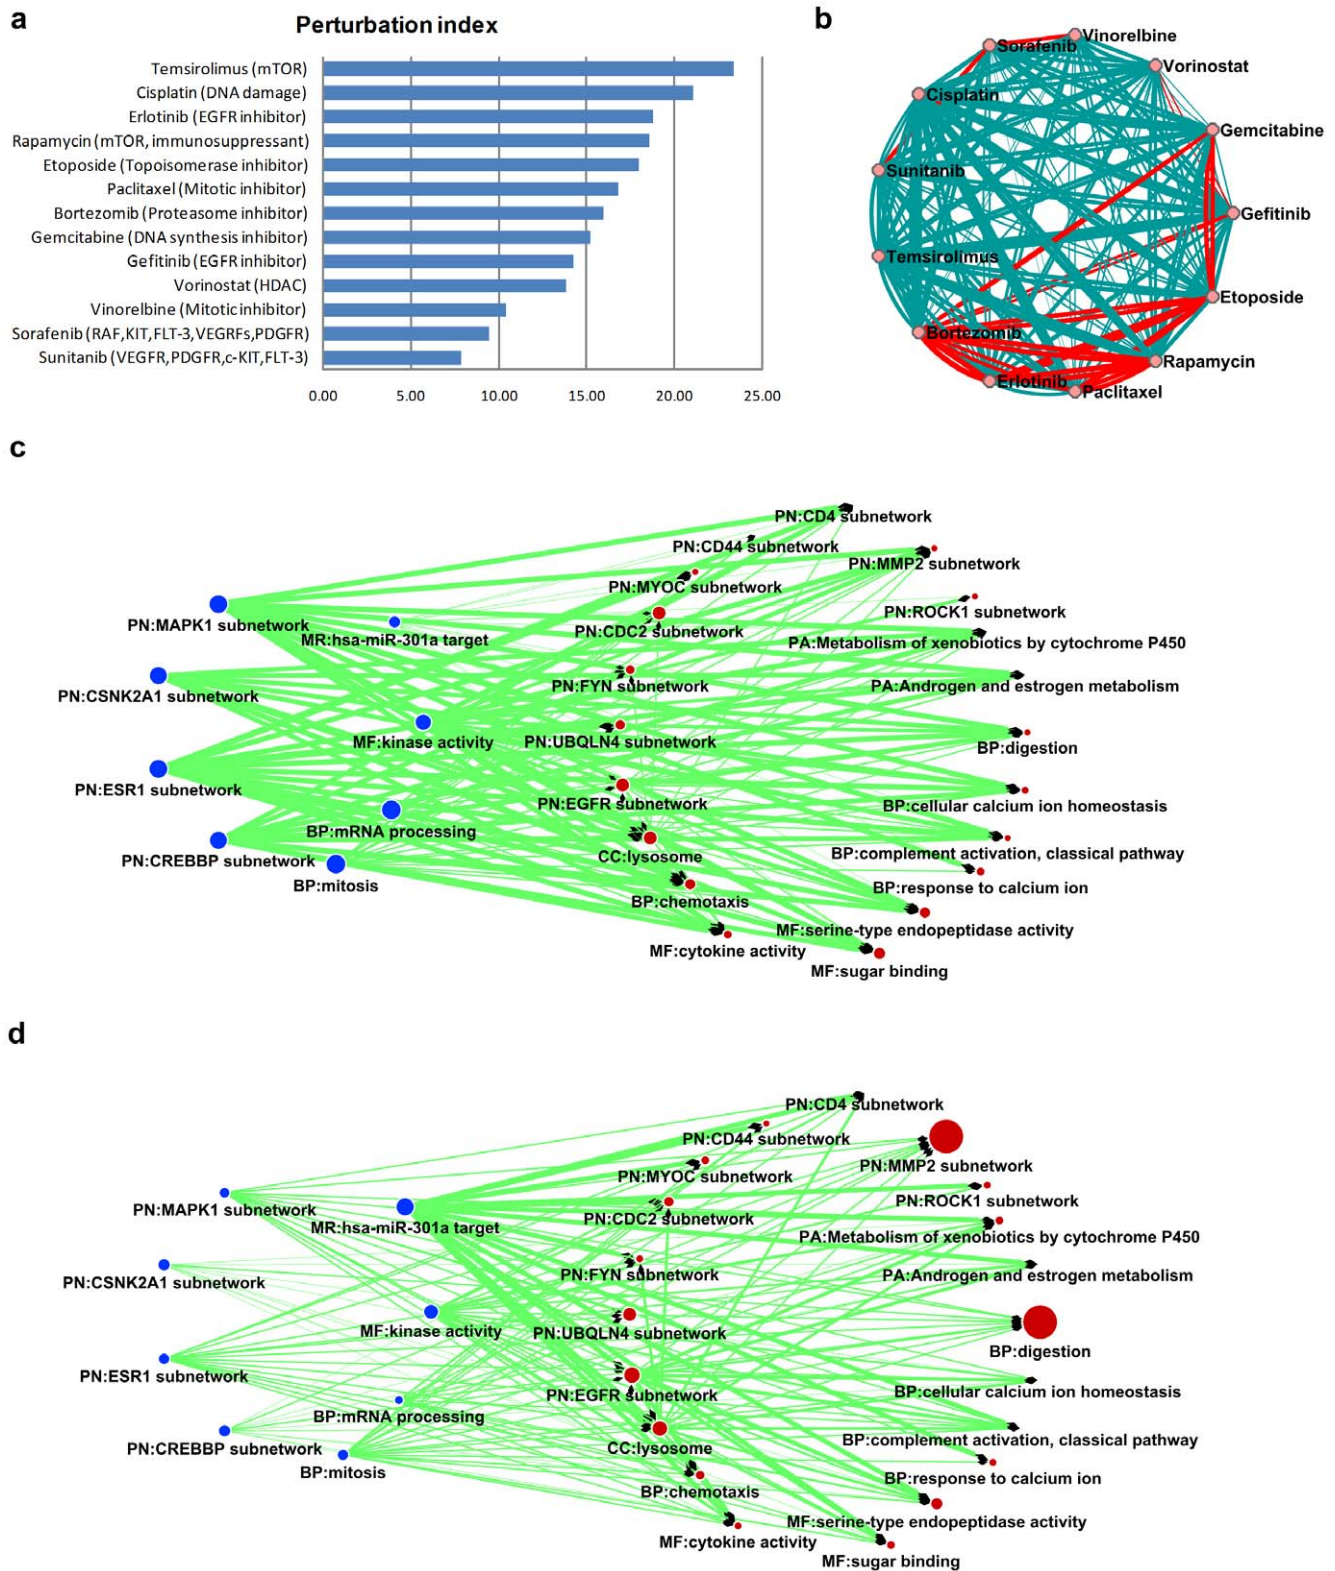 a
Perturbation index
Temsirolimus (mTOR)
Cisplatin (DNA damage)
Erlotinib (EGFR inhibitor)
Rapamycin (mTOR, immunosuppressant)
Etoposide (Topoisomerase inhibitor)
Paclitaxel (Mitotic inhibitor)
Bortezomib (Proteasome inhibitor)
Gemcitabine (DNA synthesis inhibitor)
Gefitinib (EGFR inhibitor)
Vorinostat (HDAC)
Vinorelbine (Mitotic inhibitor)
Sorafenib (RAF,KIT,FLT-3,VEGRFs,PDGFR)
Sunitanib (VEGFR,PDGFR,c-KIT,FLT-3)
0.00 5.00 10.00 15.00 20.00 25.00
b
Vinorelbine
Sorafenib
Vorinostat
Cisplatin
Gemcitabine
Sunitanib
Gefitinib
Temsirolimus
Etoposide
Bortezomib
Rapamycin
Erlotinib
Paclitaxel
c
PN:CD4 subnetwork
PN:CD44 subnetwork
PN:MMP2 subnetwork
PN:MYOC subnetwork
PN:ROCK1 subnetwork
PN:MAPK1 subnetwork
PN:CDC2 subnetwork
MR:hsa-miR-301a target
PA:Metabolism of xenobiotics by cytochrome P450
PN:FYN subnetwork
PA:Androgen and estrogen metabolism
PN:CSNK2A1 subnetwork
MF:kinase activity
PN:UBQLN4 subnetwork
BP:digestion
PN:ESR1 subnetwork
PN:EGFR subnetwork
BP:cellular calcium ion homeostasis
BP:mRNA processing
BP:complement activation, classical pathway
PN:CREBBP subnetwork
CC:lysosome
BP:mitosis
BP:response to calcium ion
BP:chemotaxis
MF:serine-type endopeptidase activity
MF:cytokine activity
MF:sugar binding
d
PN:CD4 subnetwork
PN:CD44 subnetwork
PN:MMP2 subnetwork
PN:MYOC subnetwork
PN:ROCK1 subnetwork
PN:MAPK1 subnetwork
PN:CDC2 subnetwork
MR:hsa-miR-301a target
PA:Metabolism of xenobiotics by cytochrome P450
PN:FYN subnetwork
PA:Androgen and estrogen metabolism
PN:CSNK2A1 subnetwork
MF:kinase activity
PN:UBQLN4 subnetwork
BP:digestion
PN:ESR1 subnetwork
PN:EGFR subnetwork
BP:cellular calcium ion homeostasis
BP:mRNA processing
BP:complement activation, classical pathway
PN:CREBBP subnetwork
CC:lysosome
BP:mitosis
BP:response to calcium ion
BP:chemotaxis
MF:serine-type endopeptidase activity
MF:cytokine activity
MF:sugar binding